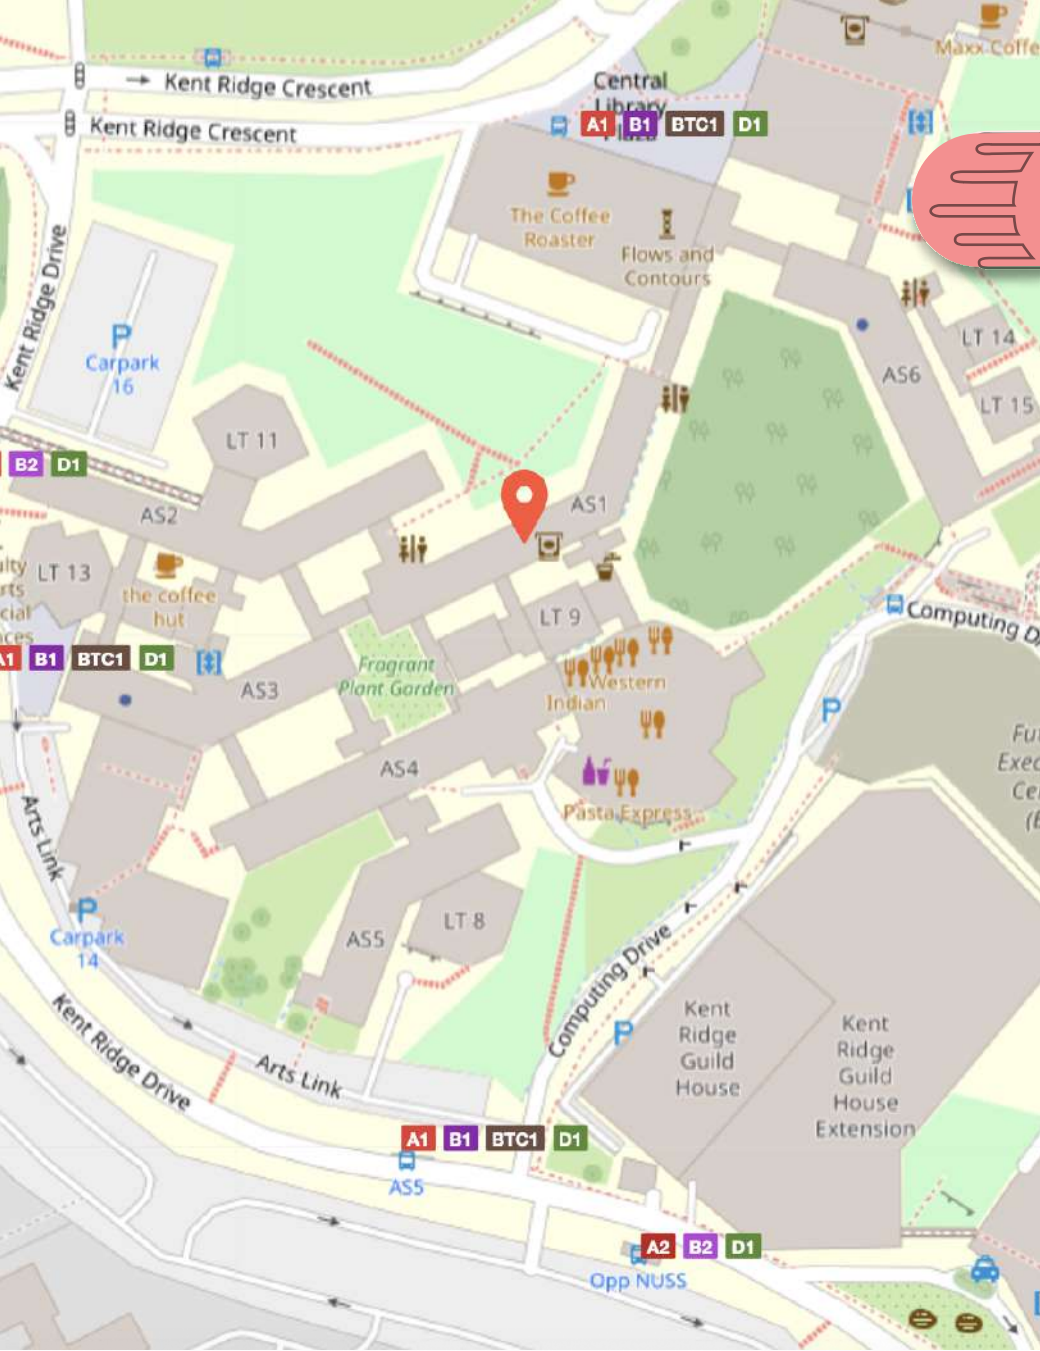 Maxx Coffe
Kent Ridge Crescent
Central
Library
A1 B1 BTC1 D1
Kent Ridge Crescent
The Coffee
Roaster
Flows and
Contours
Kent Ridge Drive
P
Carpark
16
LT 14
AS6
LT 15
LT 11
B2 D1
AS2
AS1
LT 13
the coffee
hut
LT 9
Computing D
A1 B1 BTC1 D1
AS3
Fragrant
Plant Garden
Western
Indian
P
AS4
Pasta Express
Arts Link
P
Carpark
14
AS5
LT 8
Computing Drive
P
Kent
Ridge
Guild
House
Kent
Ridge
Guild
House
Extension
Kent Ridge Drive
Arts Link
A1 B1 BTC1 D1
AS5
A2 B2 D1
Opp NUSS